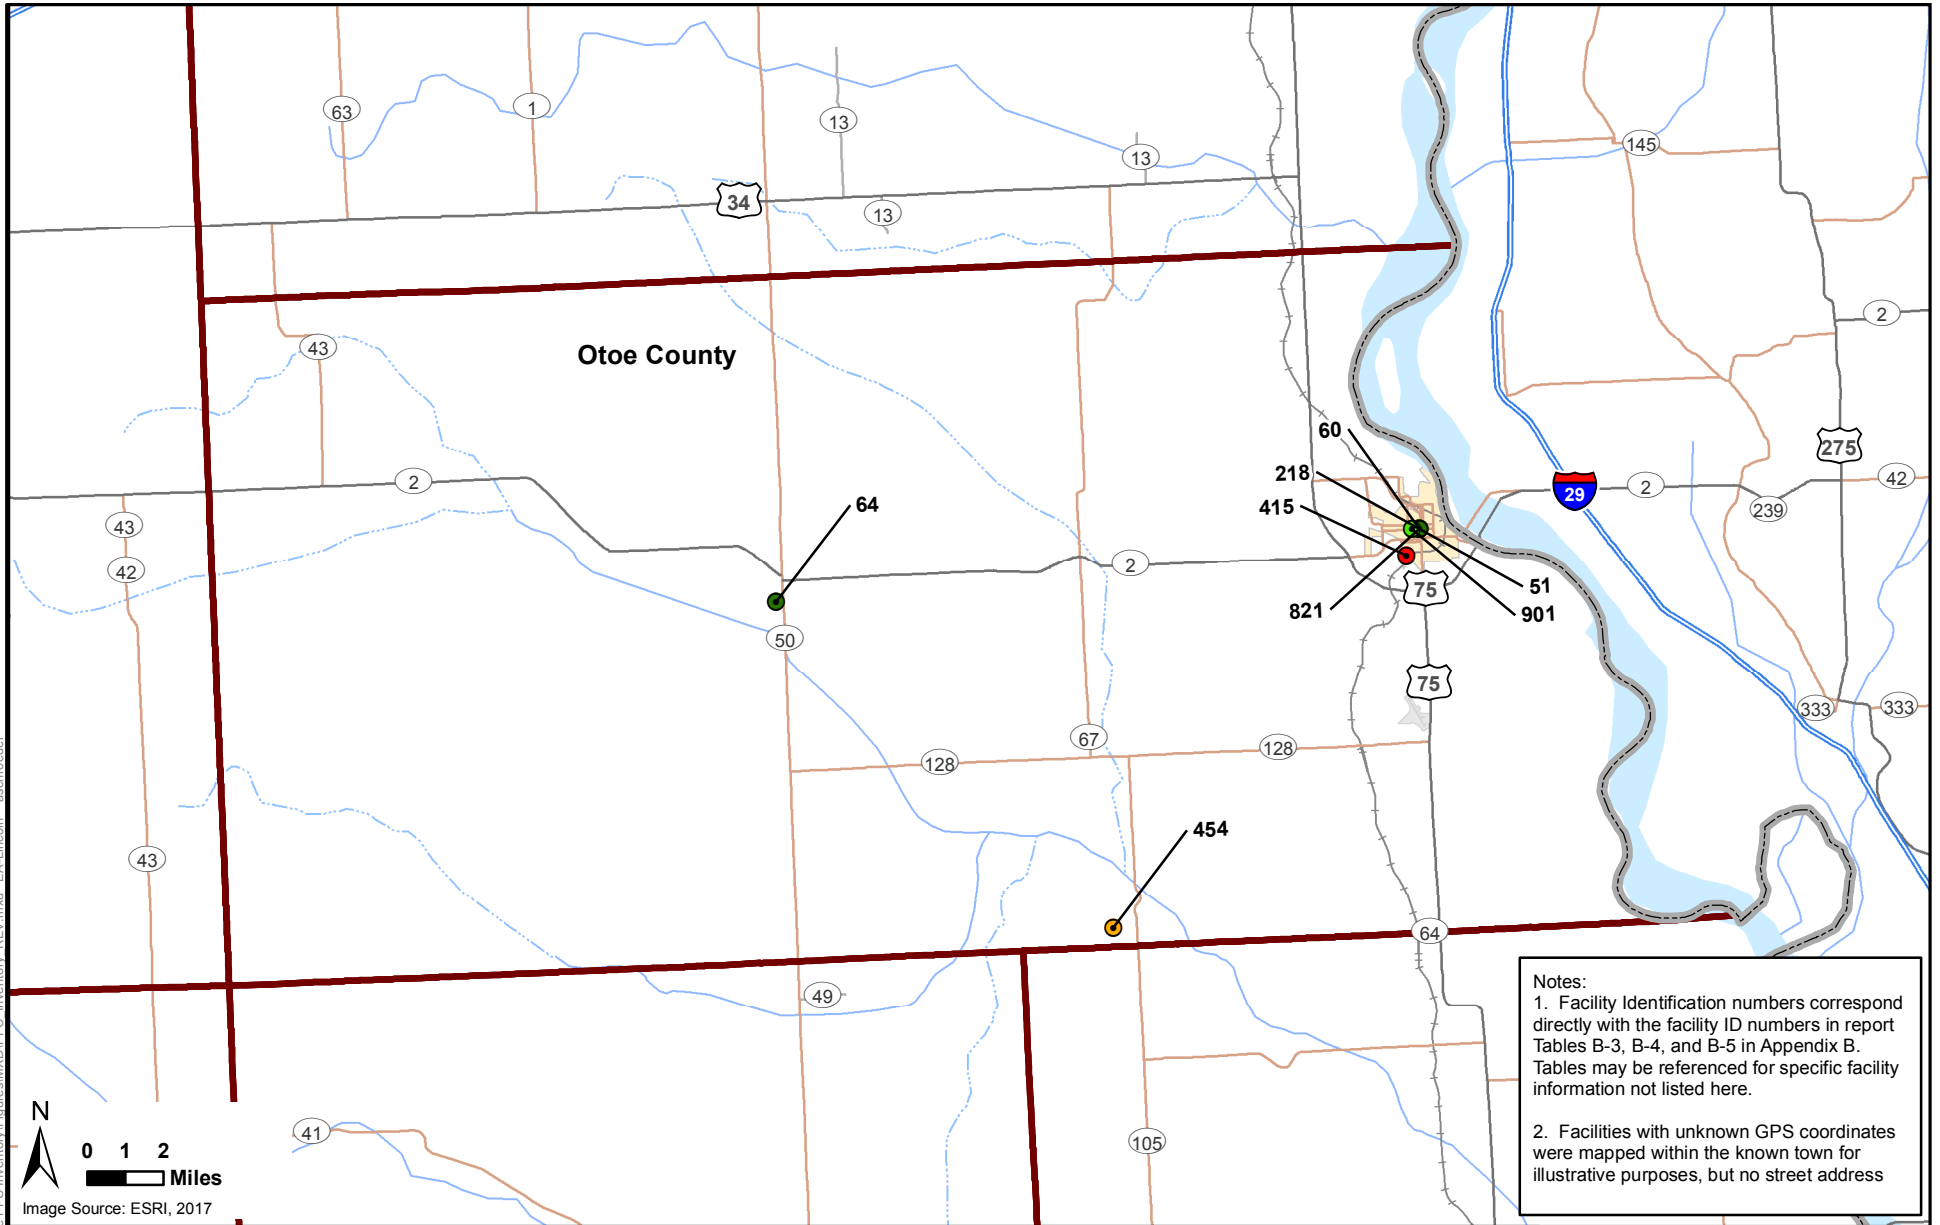 63
1
13
13
145
34
13
2
Otoe County
43
60
275
218
2
2
42
64
415
29
43
239
42
2
75
51
821
901
50
75
333
333
67
128
128
454
43
64
49
Notes:
1. Facility Identification numbers correspond
directly with the facility ID numbers in report
Tables B-3, B-4, and B-5 in Appendix B.
Tables may be referenced for specific facility
information not listed here.
2. Facilities with unknown GPS coordinates
were mapped within the known town for
illustrative purposes, but no street address
N
41
105
0 1 2
Miles
Image Source: ESRI, 2017